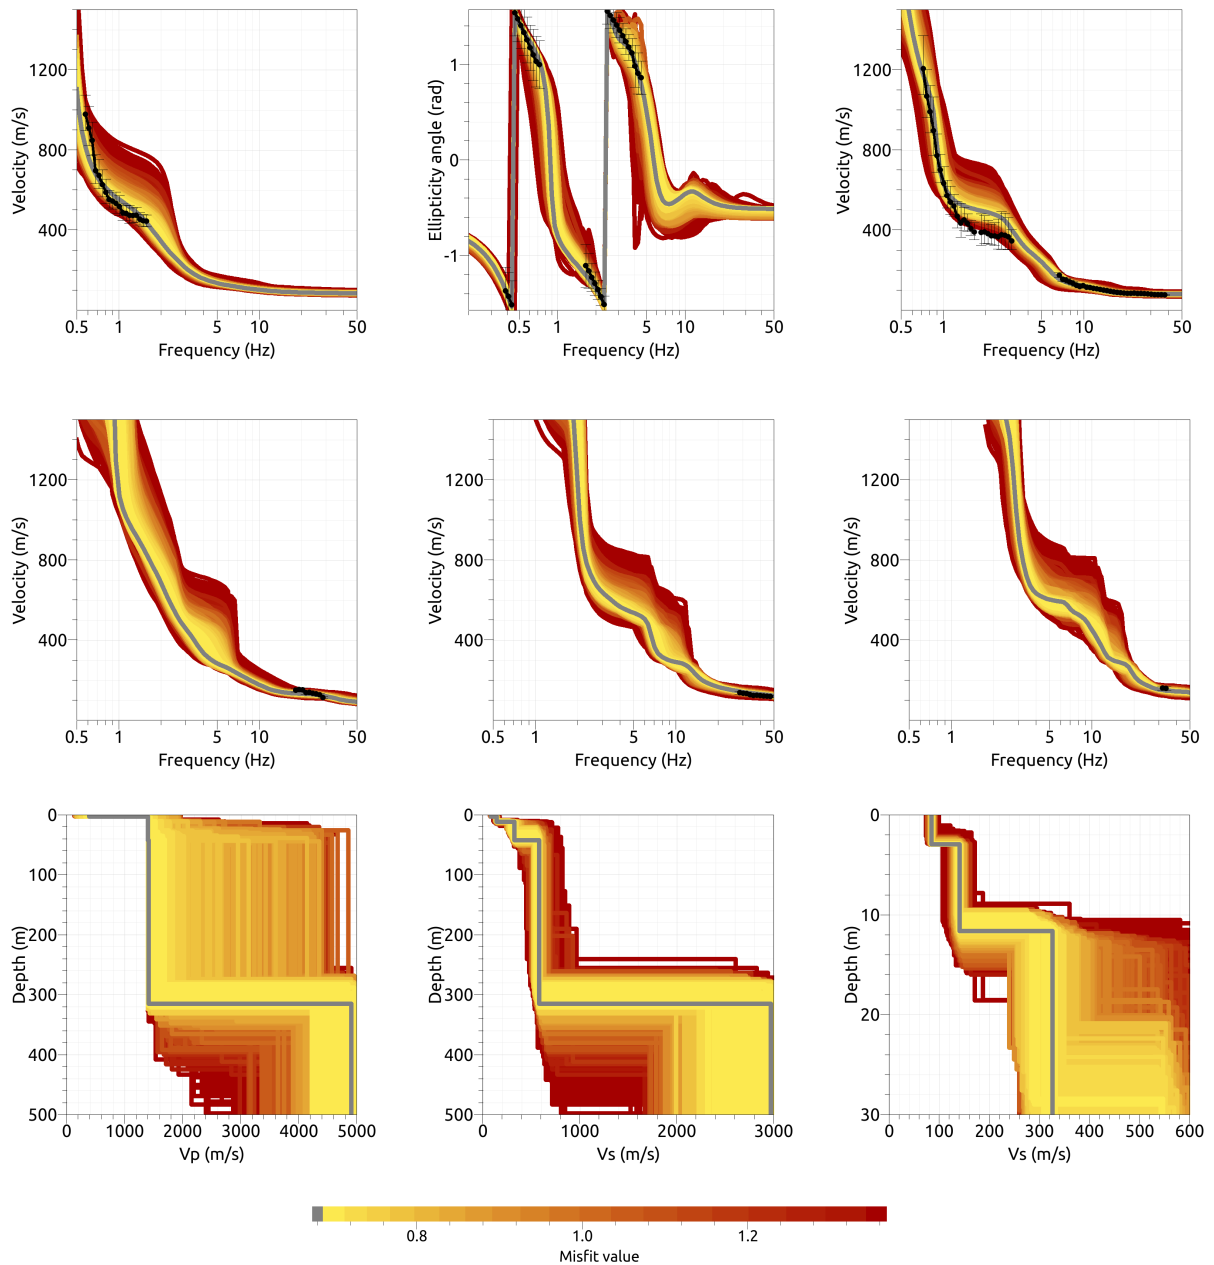 1200 1 1200
800 0 800
400 -1 400
Velocity (m/s) Ellipticity angle (rad) Velocity (m/s)
0.5 1 5 10 50 0.5 1 5 10 50 0.5 1 5 10 50
Frequency (Hz) Frequency (Hz) Frequency (Hz)
1200 1200 1200
800 800 800
400 400 400
Velocity (m/s) Velocity (m/s) Velocity (m/s)
0.5 1 5 10 50 0.5 1 5 10 50 0.5 1 5 10 50
Frequency (Hz) Frequency (Hz) Frequency (Hz)
0 0 0
100 100 10
200 200 20
300 300 30
400 400
500 500
Depth (m) Depth (m) Depth (m)
0 1000 2000 3000 4000 5000 0 1000 2000 3000 0 100 200 300 400 500 600
Vp (m/s) Vs (m/s) Vs (m/s)
0.8 1.0 1.2
Misfit value